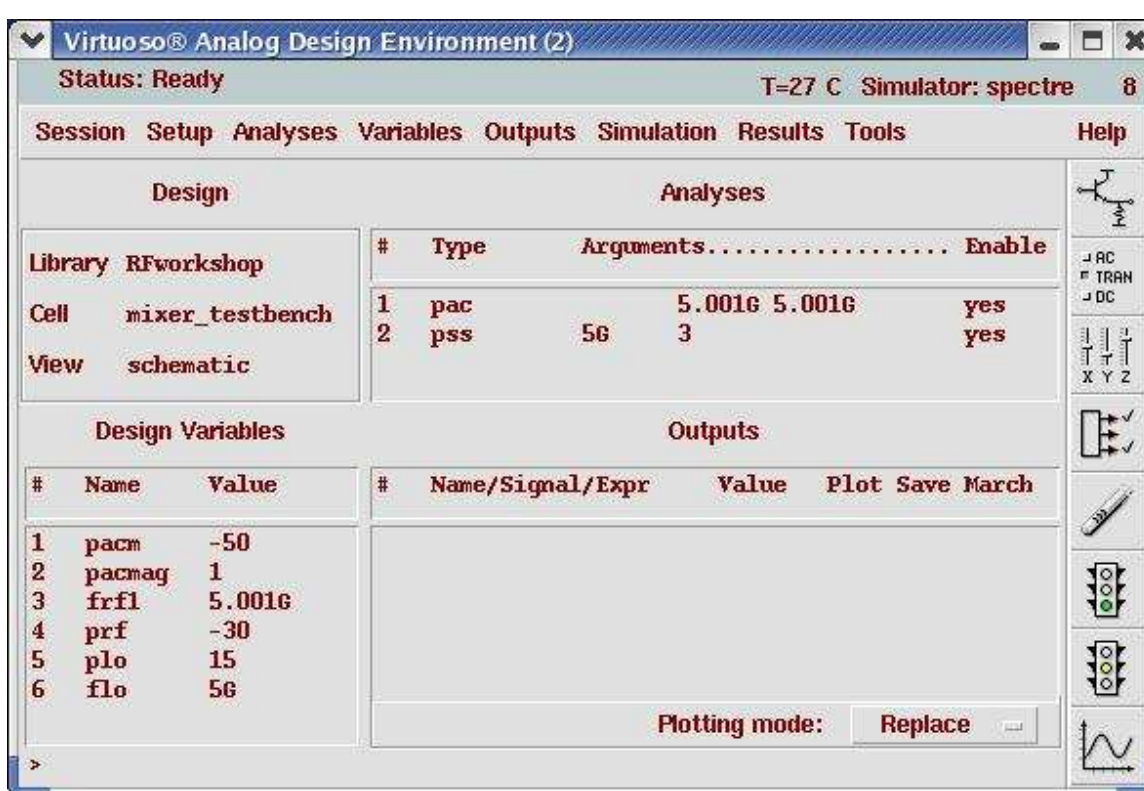 Virtuoso® Analog Design Environment (2)
Status: Ready
T=27 C Simulator: spectre 8
Session Setup Analyses Variables Outputs Simulation Results Tools Help
Design
Library RFworkshop
Cell mixer_testbench
View schematic
Analyses
# Type Arguments.................. Enable
1 pac 5.001G 5.001G yes
2 pss 5G 3 yes
Design Variables
# Name Value
1 pacm -50
2 pacmag 1
3 frf1 5.001G
4 prf -30
5 plo 15
6 flo 5G
Outputs
# Name/Signal/Expr Value Plot Save March
Plotting mode: Replace
>
AC
TRAN
DC
X Y Z